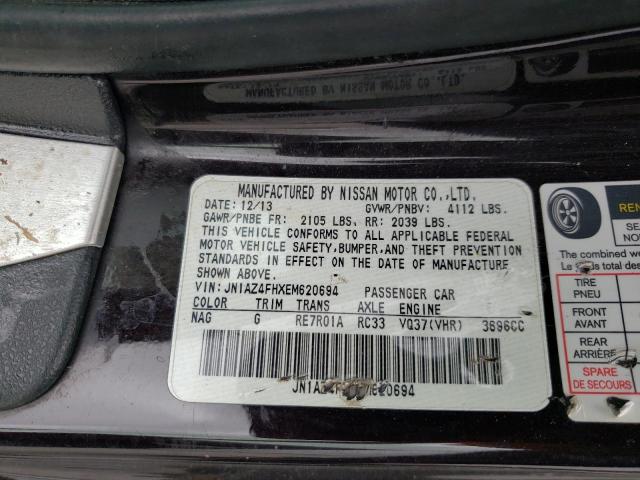 MANUFACTURED BY NISSAN MOTOR CO.,LTD.
DATE: 12/13 GVWR/PNBV: 4112 LBS.
GAWR/PNBE FR: 2105 LBS. RR: 2039 LBS.
THIS VEHICLE CONFORMS TO ALL APPLICABLE FEDERAL
MOTOR VEHICLE SAFETY, BUMPER, AND THEFT PREVENTION
STANDARDS IN EFFECT ON THE DATE OF MANUFACTURE
SHOWN ABOVE.
VIN: JN1AZ4FHXEM620694 PASSENGER CAR
COLOR TRIM TRANS AXLE ENGINE
NAG G RE7R01A RC33 VQ37(VHR) 3696CC
The combined
TIRE
PNEU
FRONT
AVANT
REAR
ARRIÈRE
SPARE
DE SECOURS